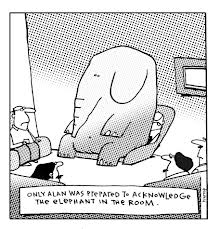 ONLY ALAN WAS PREPARED TO ACKNOWLEDGE
THE ELEPHANT IN THE ROOM.